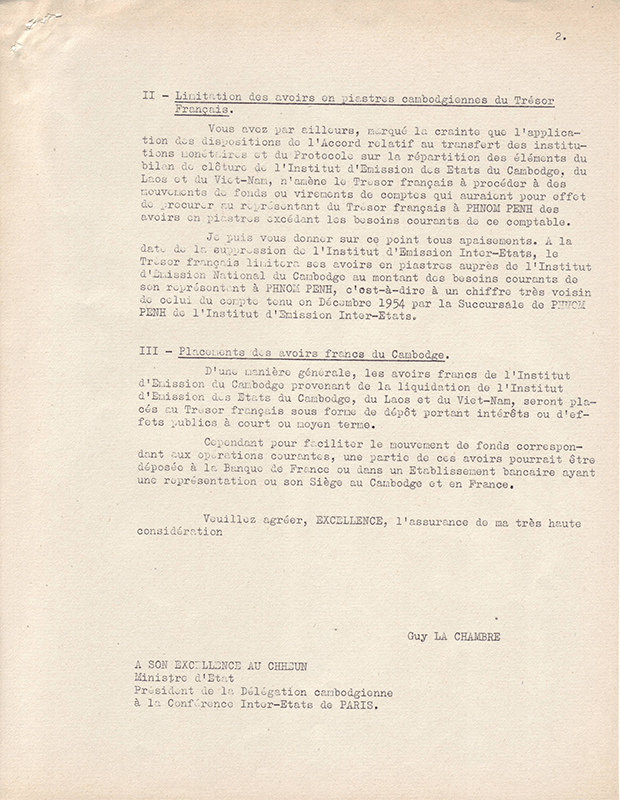 2.
II - Limitation des avoirs en piastres cambodgiennes du Trésor
Français.
Vous avez par ailleurs, marqué la crainte que l'applica-
tion des dispositions de l'Accord relatif au transfert des institu-
tions monétaires et du Protocole sur la répartition des éléments du
bilan de clôture de l'Institut d'Emission des Etats du Cambodge, du
Laos et du Viet-Nam, n'amène le Tresor français à procéder à des
mouvements de fonds ou virements de comptes qui auraient pour effet
de procurer au représentant du Tresor français à PHNOM PENH des
avoirs en piastres excédant les besoins courants de ce comptable.
Je puis vous donner sur ce point tous apaisements. A la
date de la suppression de l'Institut d'Emission Inter-Etats, le
Trésor français limitera ses avoirs en piastres auprès de l'Institut
d'Emission National du Cambodge au montant des besoins courants de
son représentant à PHNOM PENH, c'est-à-dire à un chiffre très voisin
de celui du compte tenu en Décembre 1954 par la Succursale de PHNOM
PENH de l'Institut d'Emission Inter-Etats.
III - Placements des avoirs francs du Cambodge.
D'une manière générale, les avoirs francs de l'Institut
d'Emission du Cambodge provenant de la liquidation de l'Institut
d'Emission des Etats du Cambodge, du Laos et du Viet-Nam, seront pla-
cés au Tresor français sous forme de dépôt portant intérêts ou d'ef-
fets publics à court ou moyen terme.
Cependant pour faciliter le mouvement de fonds correspon-
dant aux opérations courantes, une partie de ces avoirs pourrait être
déposée à la Banque de France ou dans un Etablissement bancaire ayant
une représentation ou son Siège au Cambodge et en France.
Veuillez agréer, EXCELLENCE, l'assurance de ma très haute
considération
Guy LA CHAMBRE
A SON EXCELLENCE AU CHHEUN
Ministre d'Etat
Président de la Délégation cambodgienne
à la Conférence Inter-Etats de PARIS.